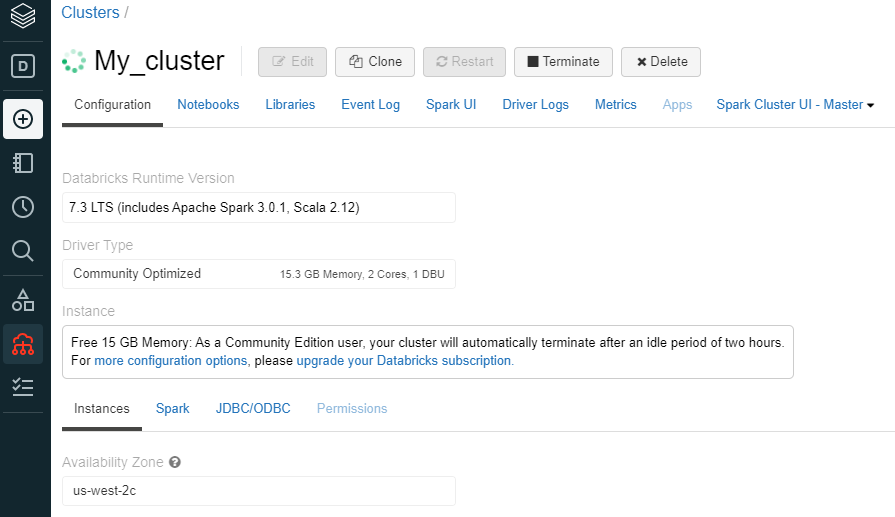 Clusters /
My_cluster
Edit
Clone
Restart
Terminate
Delete
D
Configuration
Notebooks
Libraries
Event Log
Spark UI
Driver Logs
Metrics
Apps
Spark Cluster UI - Master
Databricks Runtime Version
7.3 LTS (includes Apache Spark 3.0.1, Scala 2.12)
Driver Type
Community Optimized 15.3 GB Memory, 2 Cores, 1 DBU
Instance
Free 15 GB Memory: As a Community Edition user, your cluster will automatically terminate after an idle period of two hours.
For more configuration options, please upgrade your Databricks subscription.
Instances
Spark
JDBC/ODBC
Permissions
Availability Zone ?
us-west-2c